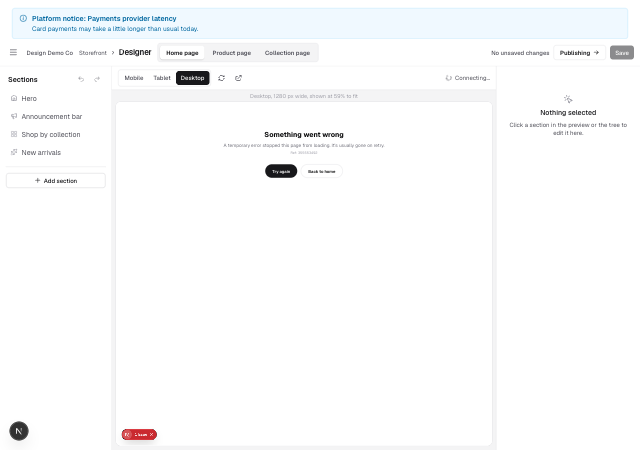 Platform notice: Payments provider latency
Card payments may take a little longer than usual today.
Design Demo Co
Storefront
Designer
Home page
Product page
Collection page
No unsaved changes
Publishing
Save
Sections
Hero
Announcement bar
Shop by collection
New arrivals
Add section
Mobile
Tablet
Desktop
Connecting...
Desktop, 1280 px wide, shown at 59% to fit
Something went wrong
A temporary error stopped this page from loading. It's usually gone on retry.
Try again
Back to home
Nothing selected
Click a section in the preview or the tree to
edit it here.
N
1 Issue